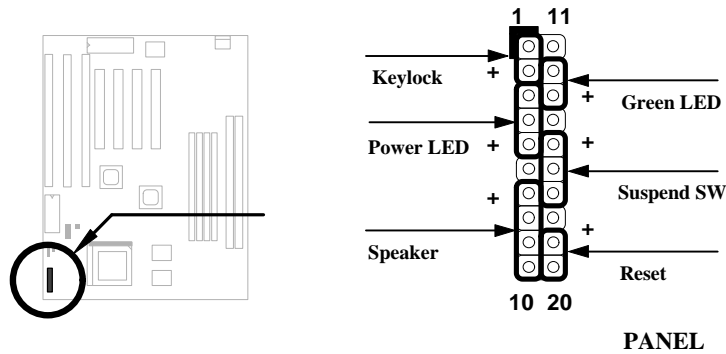 1 11
Keylock
+
+
Green LED
Power LED
+
+
Suspend SW
+
+
Speaker
Reset
10 20
PANEL